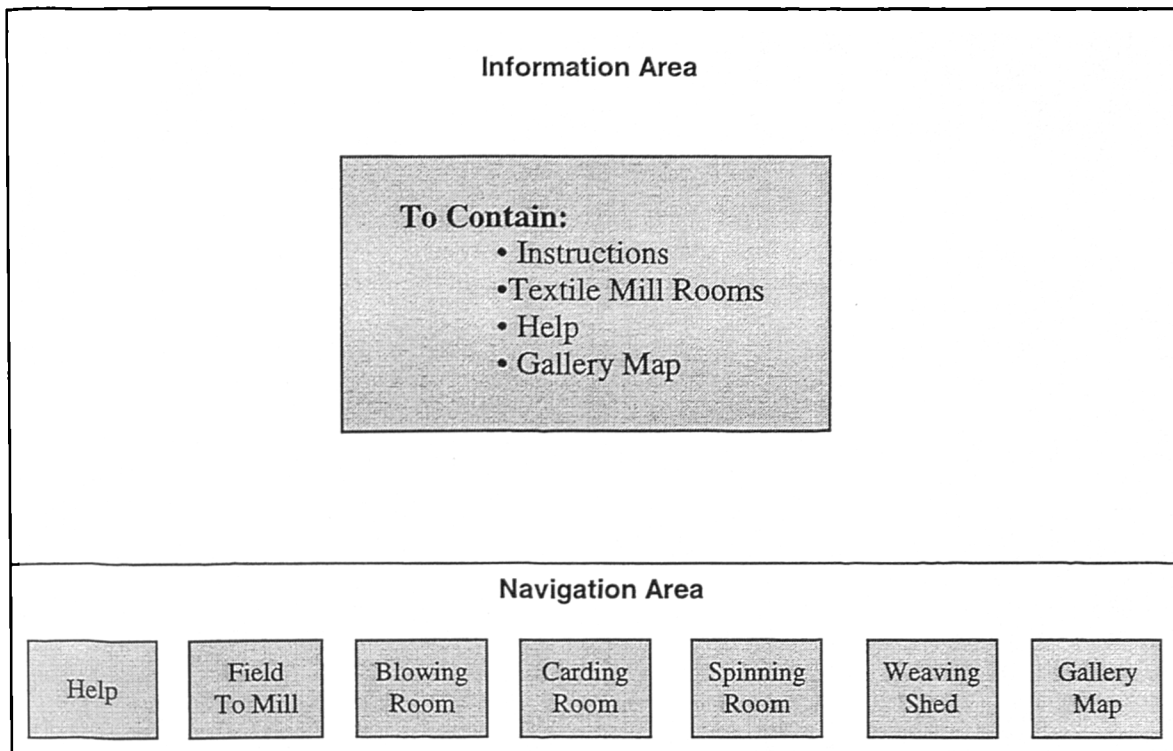 Information Area
To Contain:
• Instructions
•Textile Mill Rooms
• Help
• Gallery Map
Navigation Area
Help
Field
To Mill
Blowing
Room
Carding
Room
Spinning
Room
Weaving
Shed
Gallery
Map